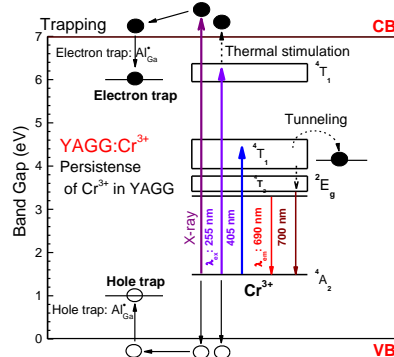 Trapping
CB
Electron trap: Al•Ga
Thermal stimulation
Electron trap
4T1
YAGG:Cr3+
Persistense
of Cr3+ in YAGG
4T1
Tunneling
4T2
2Eg
X-ray
λex: 255 nm
405 nm
λem: 690 nm
700 nm
Hole trap
Cr3+
4A2
Hole trap: Al•Ga
VB
Band Gap (eV)
7
6
5
4
3
2
1
0